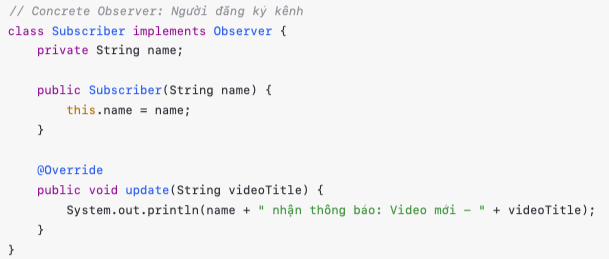 // Concrete Observer: Người đăng ký kênh
class Subscriber implements Observer {
    private String name;

    public Subscriber(String name) {
        this.name = name;
    }

    @Override
    public void update(String videoTitle) {
        System.out.println(name + " nhận thông báo: Video mới - " + videoTitle);
    }
}